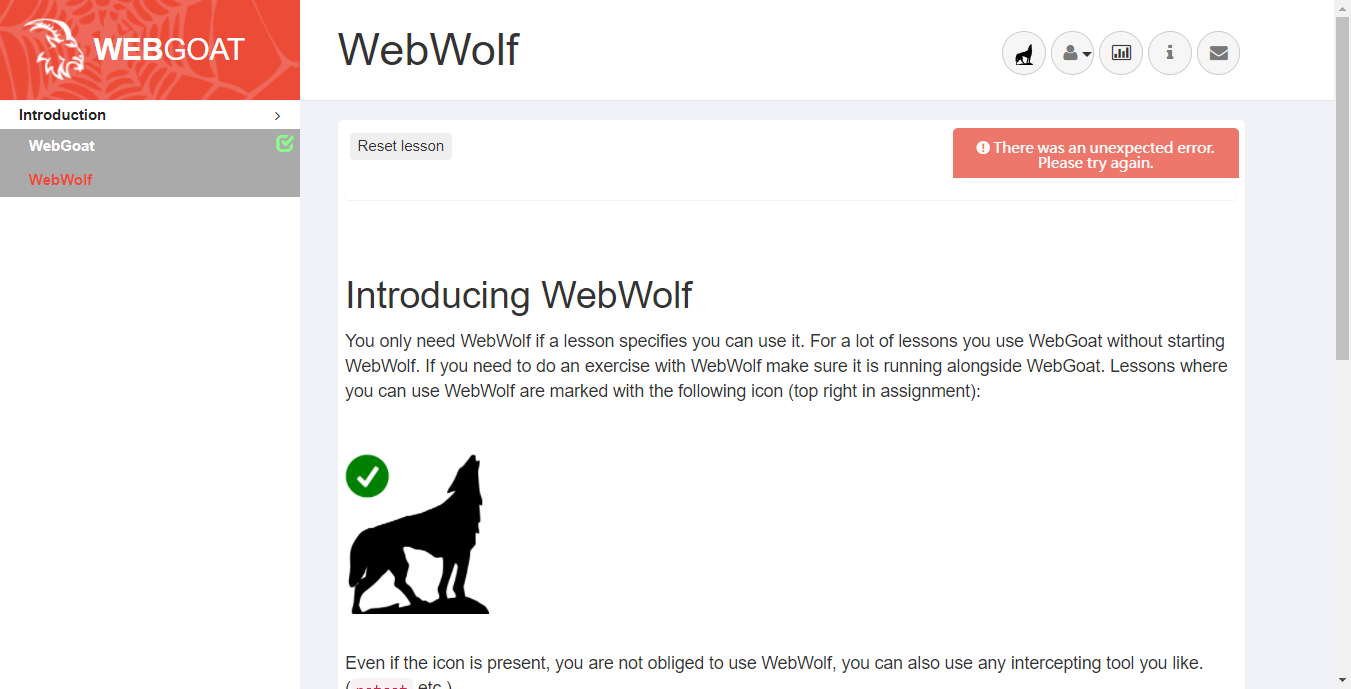 WEBGOAT
WebWolf
Introduction
WebGoat
WebWolf
Reset lesson
There was an unexpected error.
Please try again.
Introducing WebWolf
You only need WebWolf if a lesson specifies you can use it. For a lot of lessons you use WebGoat without starting
WebWolf. If you need to do an exercise with WebWolf make sure it is running alongside WebGoat. Lessons where
you can use WebWolf are marked with the following icon (top right in assignment):
Even if the icon is present, you are not obliged to use WebWolf, you can also use any intercepting tool you like.
(netcat etc.)